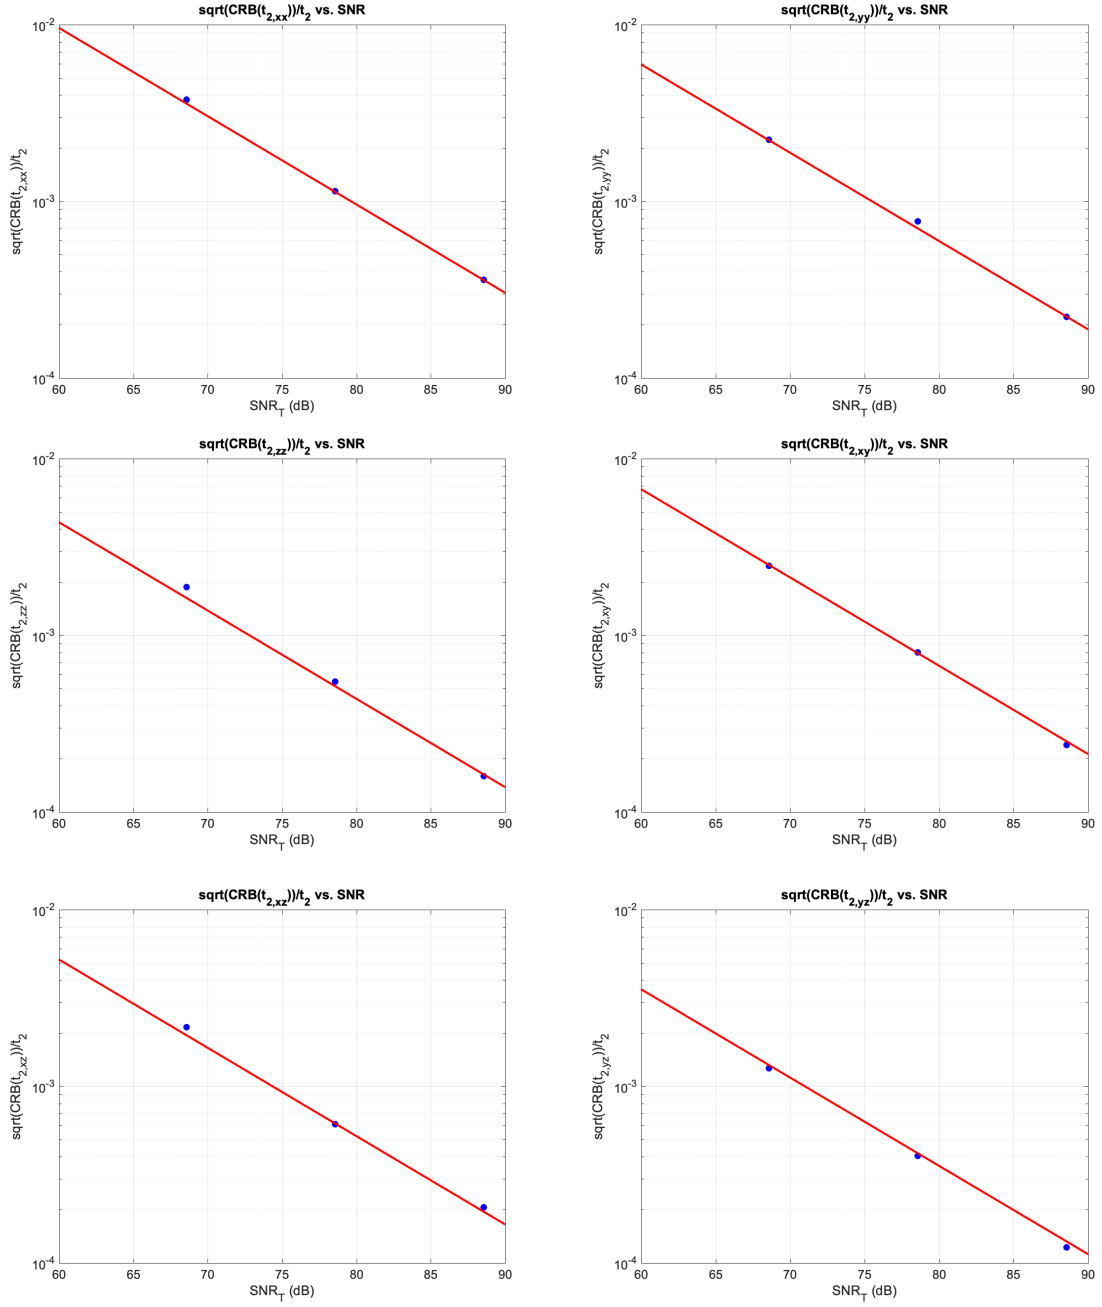 sqrt(CRB(t2,xx))/t2 vs. SNR
sqrt(CRB(t2,xx))/t2
10-2
10-3
10-4
60 65 70 75 80 85 90
SNRT (dB)
sqrt(CRB(t2,yy))/t2 vs. SNR
sqrt(CRB(t2,yy))/t2
10-2
10-3
10-4
60 65 70 75 80 85 90
SNRT (dB)
sqrt(CRB(t2,zz))/t2 vs. SNR
sqrt(CRB(t2,zz))/t2
10-2
10-3
10-4
60 65 70 75 80 85 90
SNRT (dB)
sqrt(CRB(t2,xy))/t2 vs. SNR
sqrt(CRB(t2,xy))/t2
10-2
10-3
10-4
60 65 70 75 80 85 90
SNRT (dB)
sqrt(CRB(t2,xz))/t2 vs. SNR
sqrt(CRB(t2,xz))/t2
10-2
10-3
10-4
60 65 70 75 80 85 90
SNRT (dB)
sqrt(CRB(t2,yz))/t2 vs. SNR
sqrt(CRB(t2,yz))/t2
10-2
10-3
10-4
60 65 70 75 80 85 90
SNRT (dB)